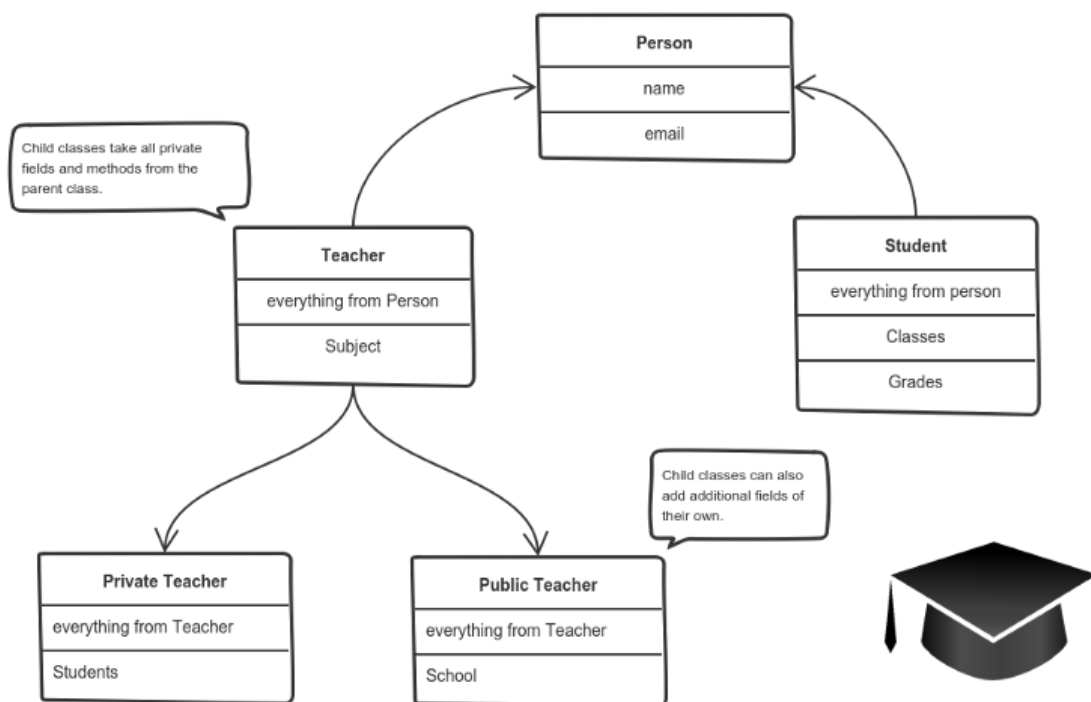 Person
name
email
Child classes take all private
fields and methods from the
parent class.
Teacher
everything from Person
Subject
Student
everything from person
Classes
Grades
Child classes can also
add additional fields of
their own.
Private Teacher
everything from Teacher
Students
Public Teacher
everything from Teacher
School